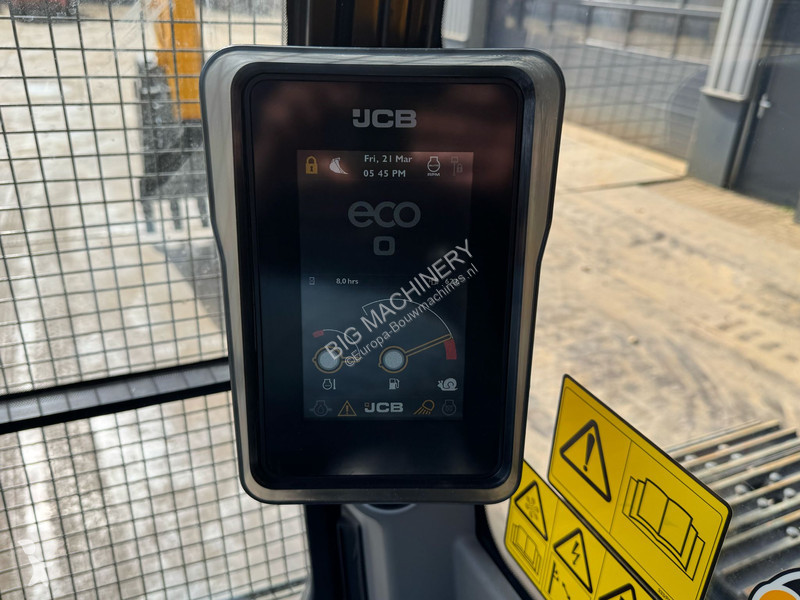 JCB
Fri, 21 Mar
05 45 PM
eco
0
8,0 hrs
BIG MACHINERY
©Europa-Bouwmachines.nl
JCB